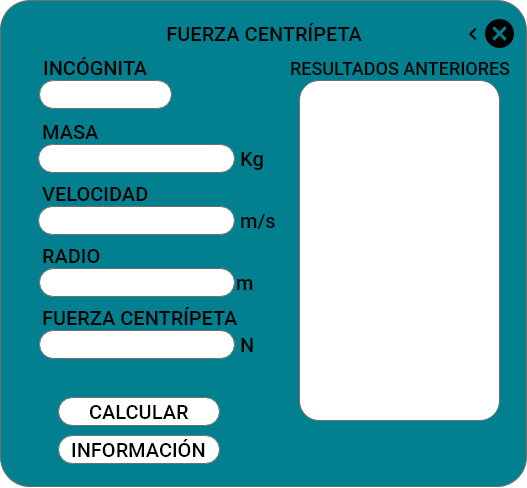 FUERZA CENTRÍPETA
INCÓGNITA
MASA
Kg
VELOCIDAD
m/s
RADIO
m
FUERZA CENTRÍPETA
N
CALCULAR
INFORMACIÓN
RESULTADOS ANTERIORES